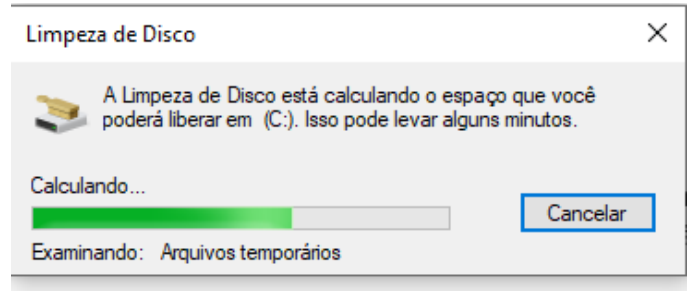 Limpeza de Disco
A Limpeza de Disco está calculando o espaço que você
poderá liberar em  (C:). Isso pode levar alguns minutos.
Calculando...
Cancelar
Examinando:   Arquivos temporários